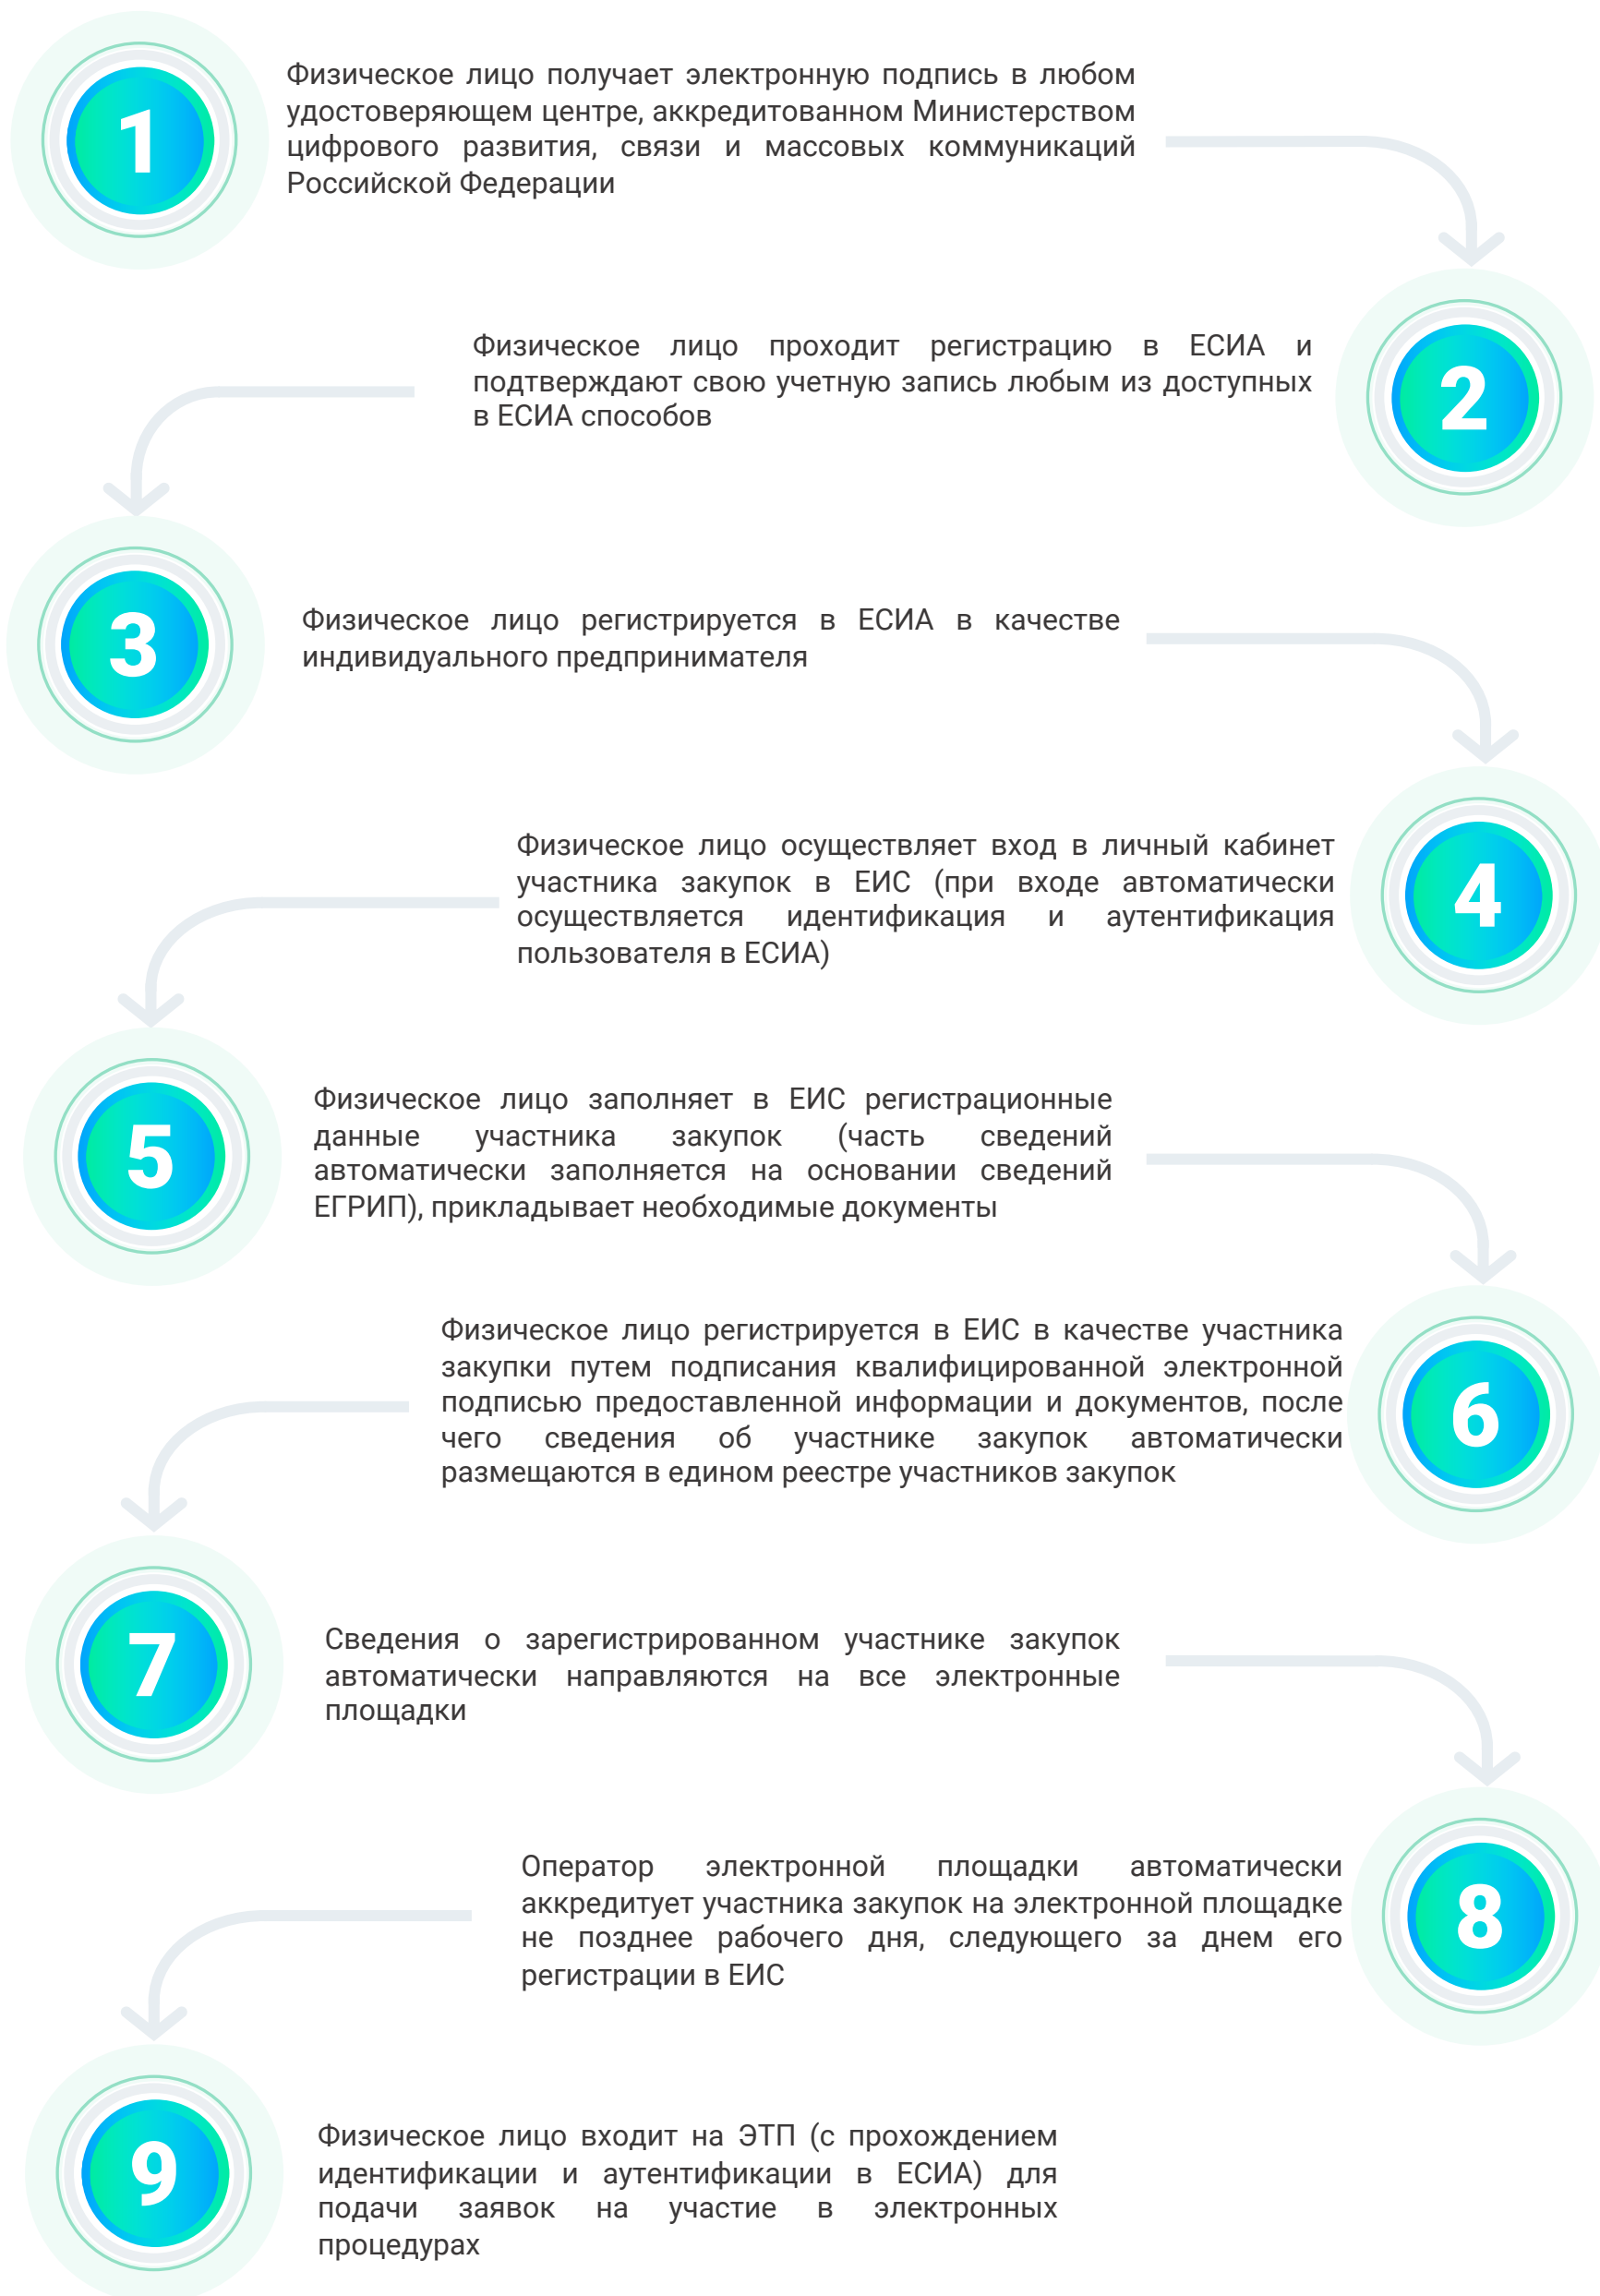 1
Физическое лицо получает электронную подпись в любом
удостоверяющем центре, аккредитованном Министерством
цифрового развития, связи и массовых коммуникаций
Российской Федерации
2
Физическое лицо проходит регистрацию в ЕСИА и
подтверждают свою учетную запись любым из доступных
в ЕСИА способов
3
Физическое лицо регистрируется в ЕСИА в качестве
индивидуального предпринимателя
4
Физическое лицо осуществляет вход в личный кабинет
участника закупок в ЕИС (при входе автоматически
осуществляется идентификация и аутентификация
пользователя в ЕСИА)
5
Физическое лицо заполняет в ЕИС регистрационные
данные участника закупок (часть сведений
автоматически заполняется на основании сведений
ЕГРИП), прикладывает необходимые документы
6
Физическое лицо регистрируется в ЕИС в качестве участника
закупки путем подписания квалифицированной электронной
подписью предоставленной информации и документов, после
чего сведения об участнике закупок автоматически
размещаются в едином реестре участников закупок
7
Сведения о зарегистрированном участнике закупок
автоматически направляются на все электронные
площадки
8
Оператор электронной площадки автоматически
аккредитует участника закупок на электронной площадке
не позднее рабочего дня, следующего за днем его
регистрации в ЕИС
9
Физическое лицо входит на ЭТП (с прохождением
идентификации и аутентификации в ЕСИА) для
подачи заявок на участие в электронных
процедурах